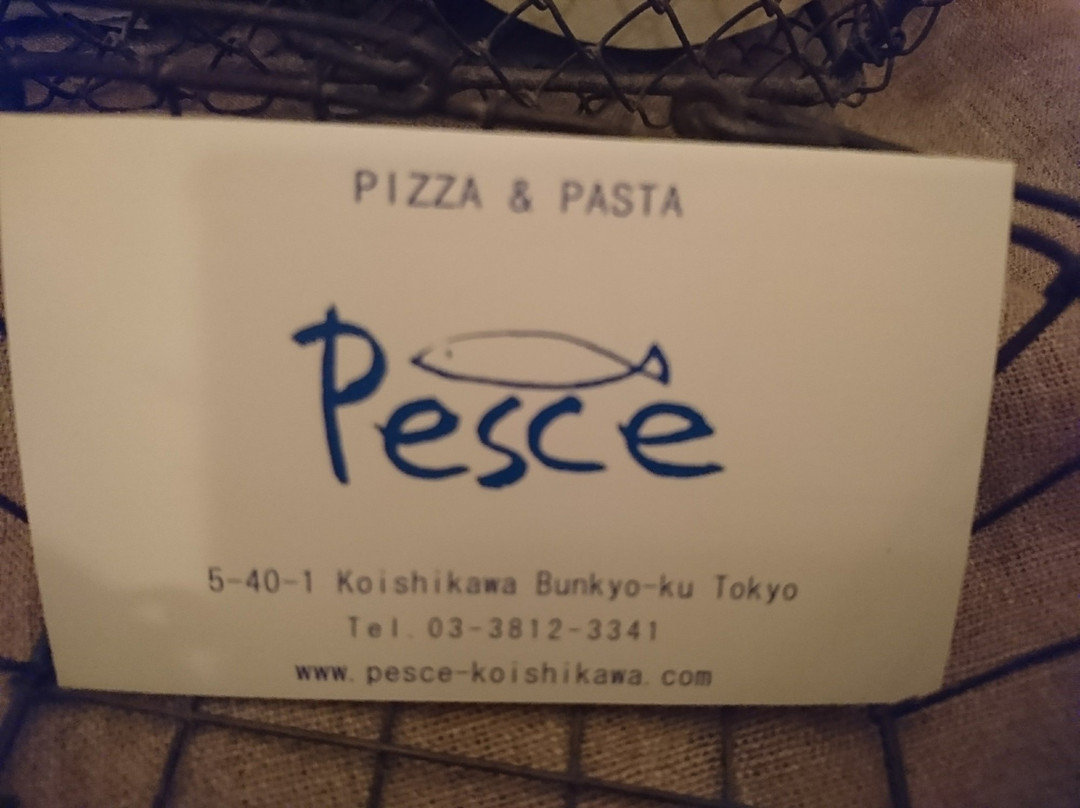 PIZZA & PASTA
Pesce
5-40-1 Koishikawa Bunkyo-ku Tokyo
Tel.03-3812-3341
www.pesce-koishikawa.com